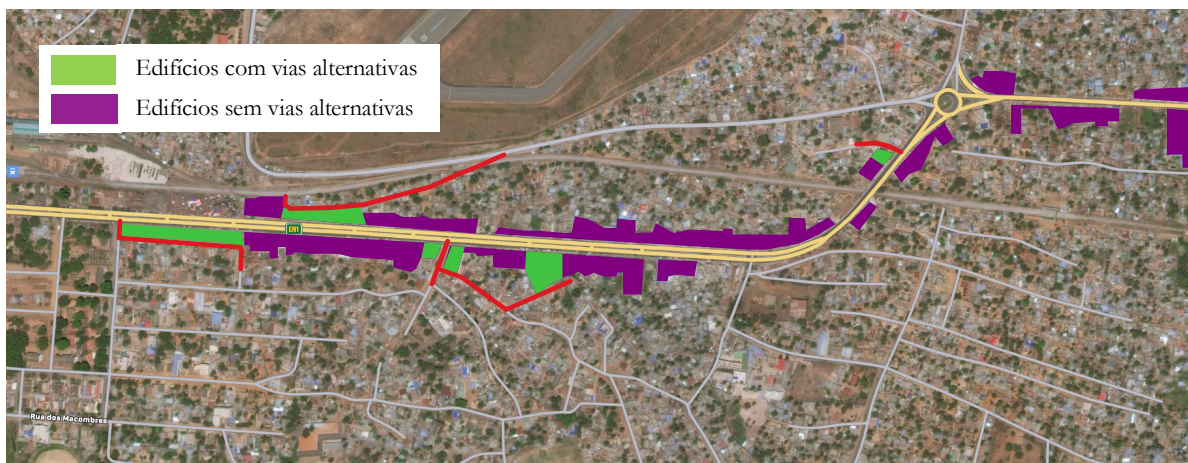 Edifícios com vias alternativas
Edifícios sem vias alternativas
EN1
Rua dos Macombres